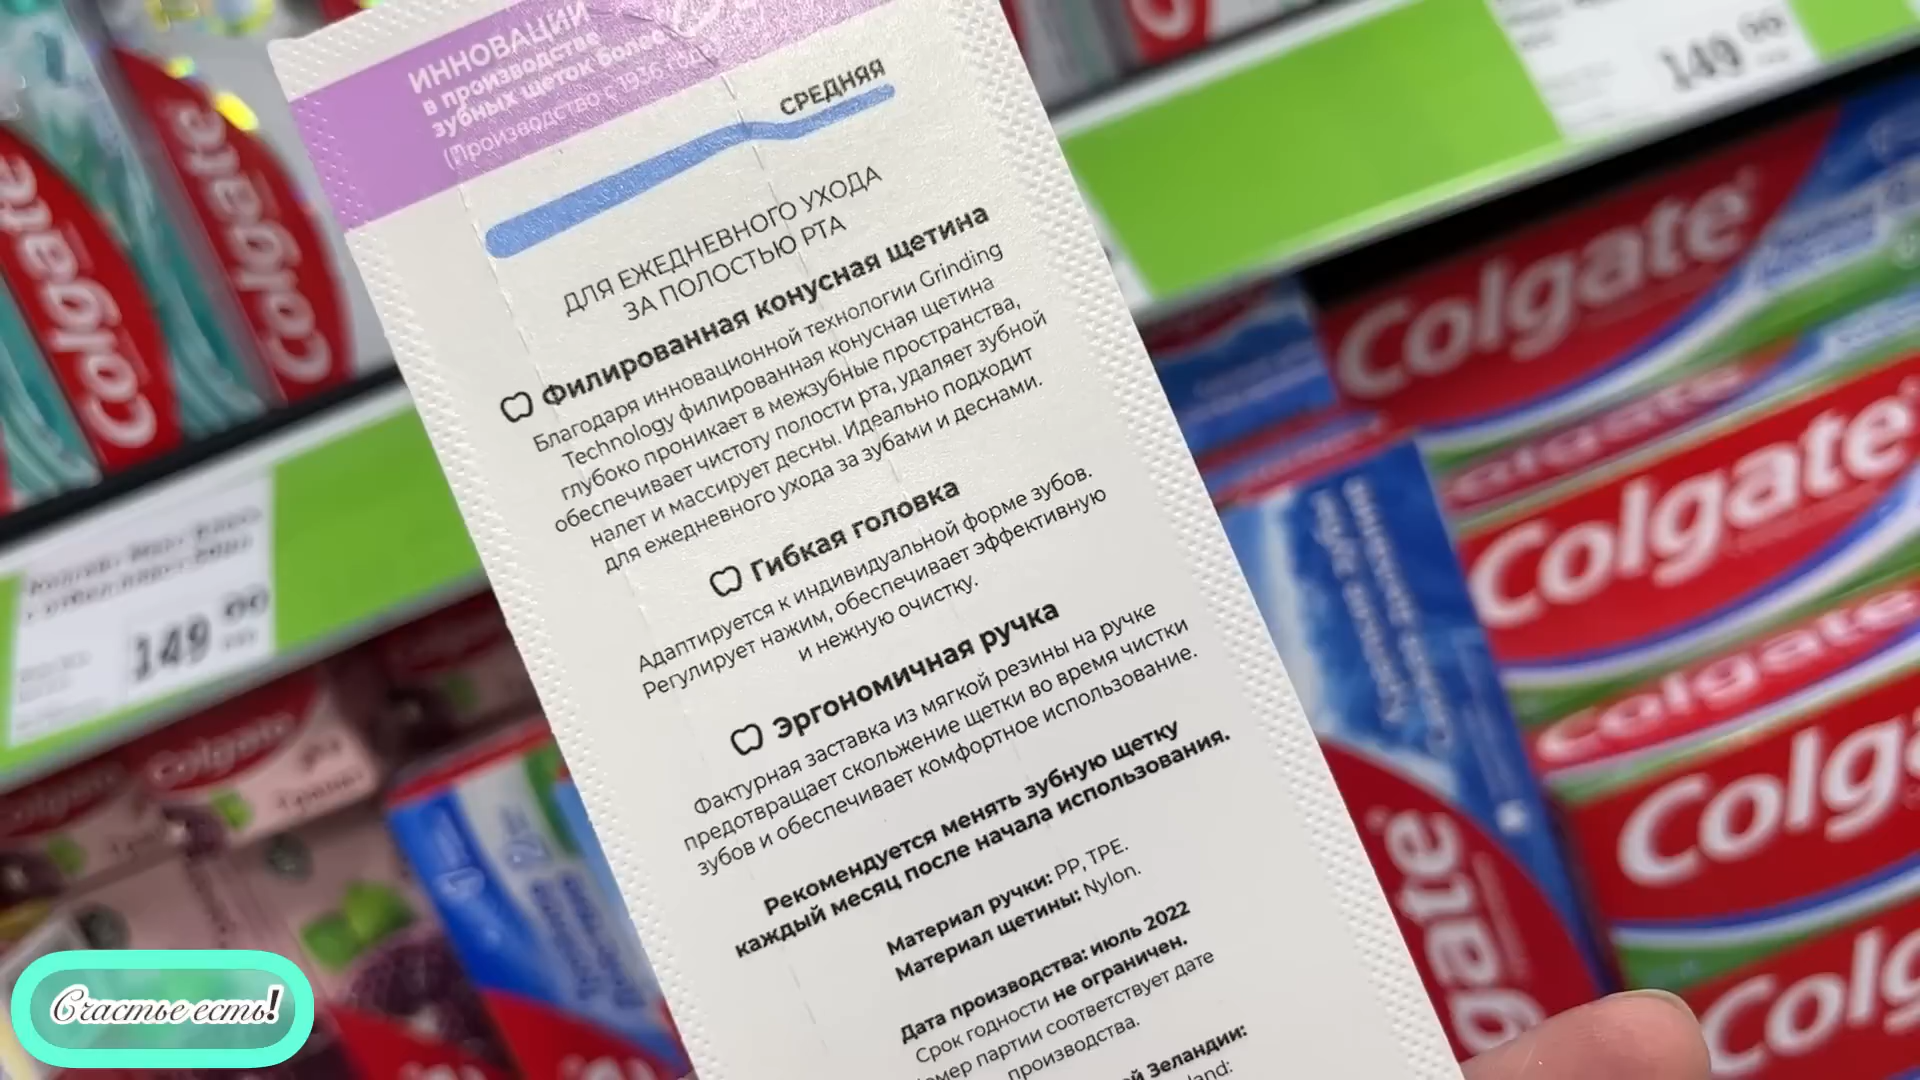 ИННОВАЦИИ
в производстве
зубных щеток более
(Производство с 1936 года
СРЕДНЯЯ
ДЛЯ ЕЖЕДНЕВНОГО УХОДА
ЗА ПОЛОСТЬЮ РТА
Филированная конусная щетина
Благодаря инновационной технологии Grinding
Technology филированная конусная щетина
глубоко проникает в межзубные пространства,
обеспечивает чистоту полости рта, удаляет зубной
налет и массирует десны. Идеально подходит
для ежедневного ухода за зубами и деснами.
Гибкая головка
Адаптируется к индивидуальной форме зубов.
Регулирует нажим, обеспечивает эффективную
и нежную очистку.
Эргономичная ручка
Фактурная заставка из мягкой резины на ручке
предотвращает скольжение щетки во время чистки
зубов и обеспечивает комфортное использование.
Рекомендуется менять зубную щетку
каждый месяц после начала использования.
Материал ручки: PP, TPE.
Материал щетины: Nylon.
Дата производства: июль 2022
Срок годности не ограничен.
Номер партии соответствует дате
производства.
Зеландии:
Colgate
Colgate
149
149
Colgate
Colgate
Colgate
Colgate
Colgate
Colgate
Счастье есть!